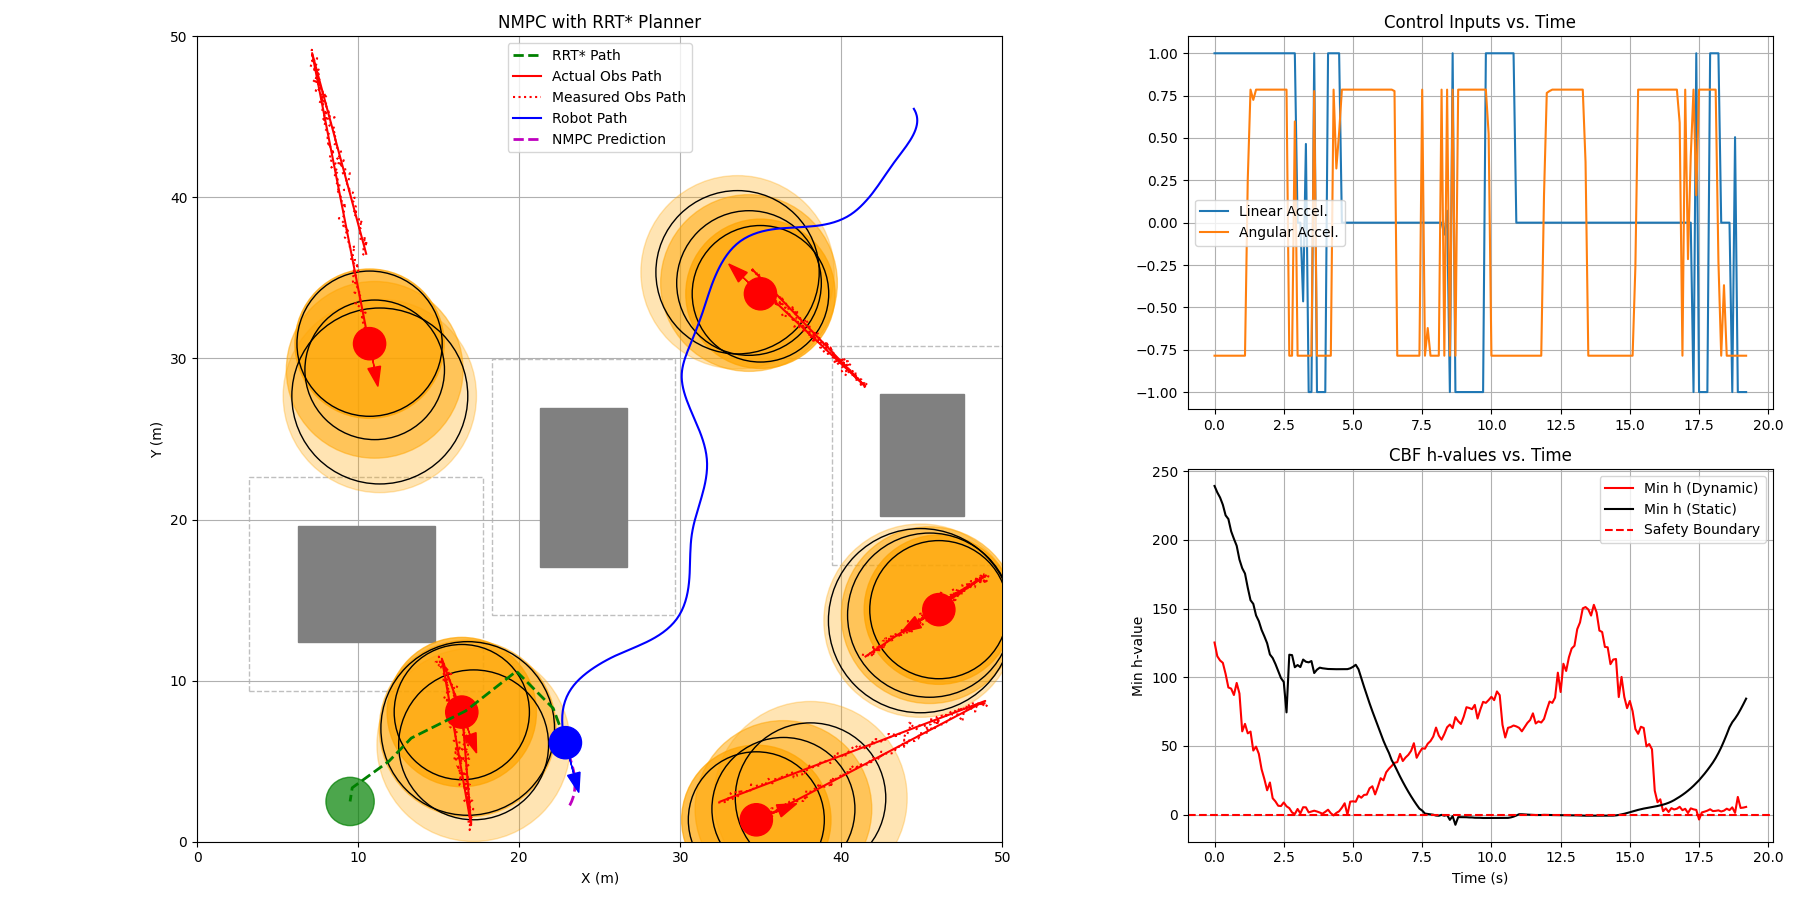 NMPC with RRT* Planner
50
40
30
20
10
0
Y (m)
RRT* Path
Actual Obs Path
Measured Obs Path
Robot Path
NMPC Prediction
0
10
20
30
40
50
X (m)
Control Inputs vs. Time
1.00
0.75
0.50
0.25
0.00
−0.25
−0.50
−0.75
−1.00
Linear Accel.
Angular Accel.
0.0
2.5
5.0
7.5
10.0
12.5
15.0
17.5
20.0
CBF h-values vs. Time
250
200
150
100
50
0
Min h-value
Min h (Dynamic)
Min h (Static)
Safety Boundary
0.0
2.5
5.0
7.5
10.0
12.5
15.0
17.5
20.0
Time (s)